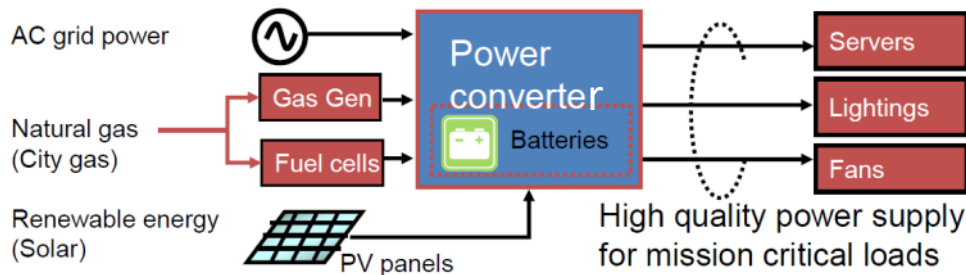 AC grid power
Power
converter
Servers
Gas Gen
Lightings
Natural gas
(City gas)
Batteries
Fuel cells
Fans
Renewable energy
(Solar)
PV panels
High quality power supply
for mission critical loads